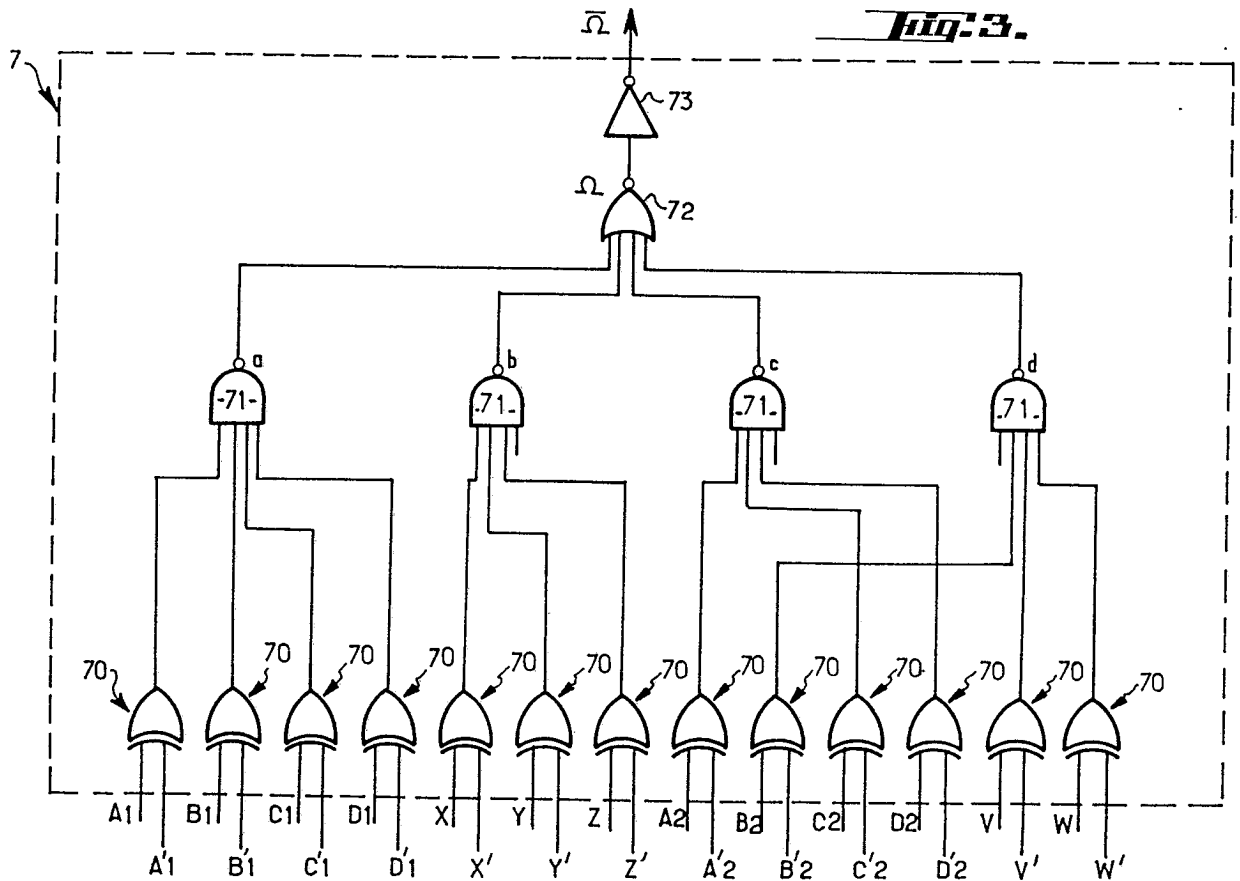 Ω̅
Fig: 3.
7
73
Ω
72
a
b
c
d
-71-
-71-
-71-
-71-
70 70 70 70 70 70 70 70 70 70 70 70 70
A1 B1 C1 D1 X Y Z A2 B2 C2 D2 V W
A'1 B'1 C'1 D'1 X' Y' Z' A'2 B'2 C'2 D'2 V' W'